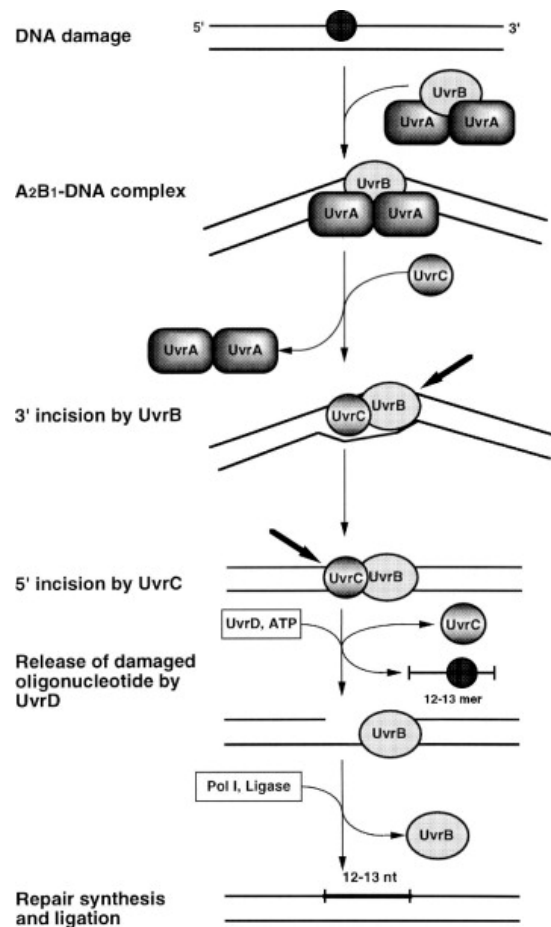 5' 3'
DNA damage
UvrB
UvrA UvrA
A2B1-DNA complex
UvrB
UvrA UvrA
UvrC
UvrA UvrA
3' incision by UvrB
UvrC UvrB
5' incision by UvrC
UvrC UvrB
UvrD, ATP
UvrC
Release of damaged
oligonucleotide by
UvrD
12-13 mer
UvrB
Pol I, Ligase
UvrB
12-13 nt
Repair synthesis
and ligation